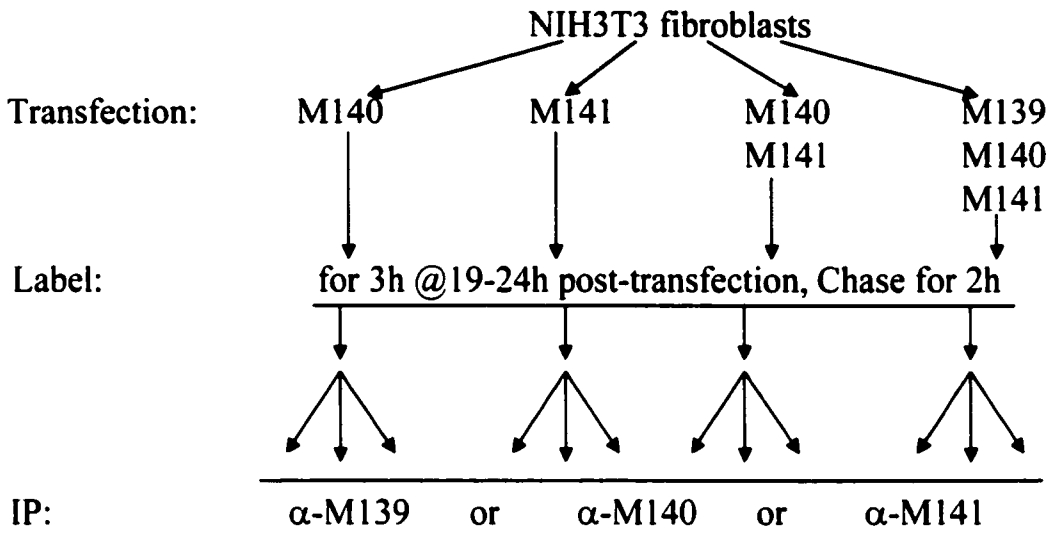 NIH3T3 fibroblasts
Transfection: M140 M141 M140 M139
M141 M140
M141
Label: for 3h @19-24h post-transfection, Chase for 2h
IP: α-M139 or α-M140 or α-M141